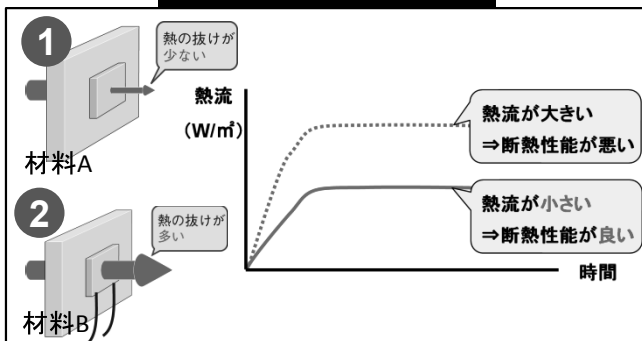 1
熱の抜けが
少ない
材料A
2
熱の抜けが
多い
材料B
熱流
(W/㎡)
熱流が大きい
⇒断熱性能が悪い
熱流が小さい
⇒断熱性能が良い
時間